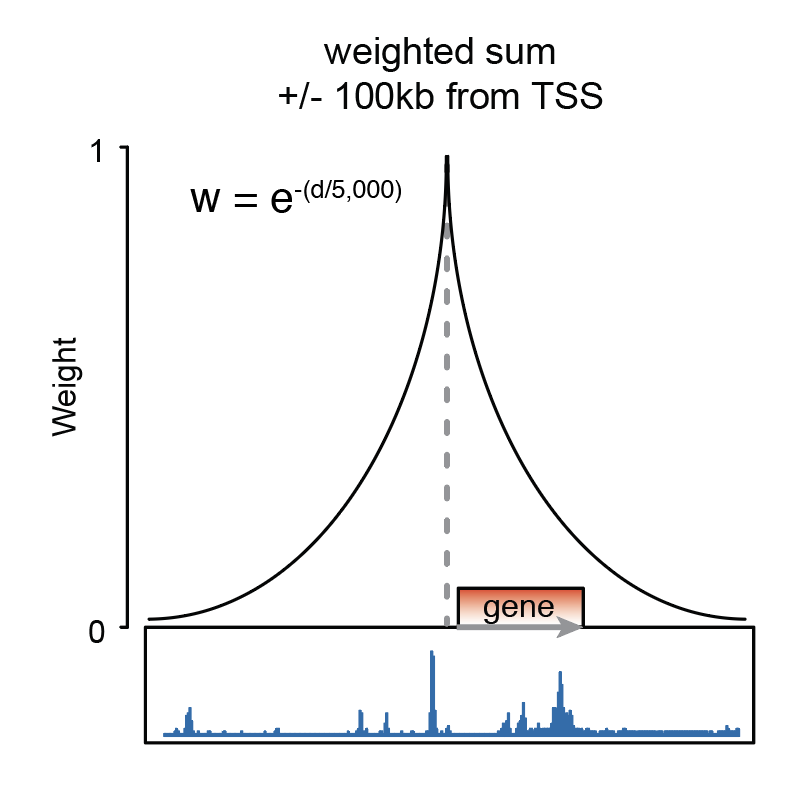 weighted sum
+/- 100kb from TSS
1
w = e-(d/5,000)
Weight
gene
0